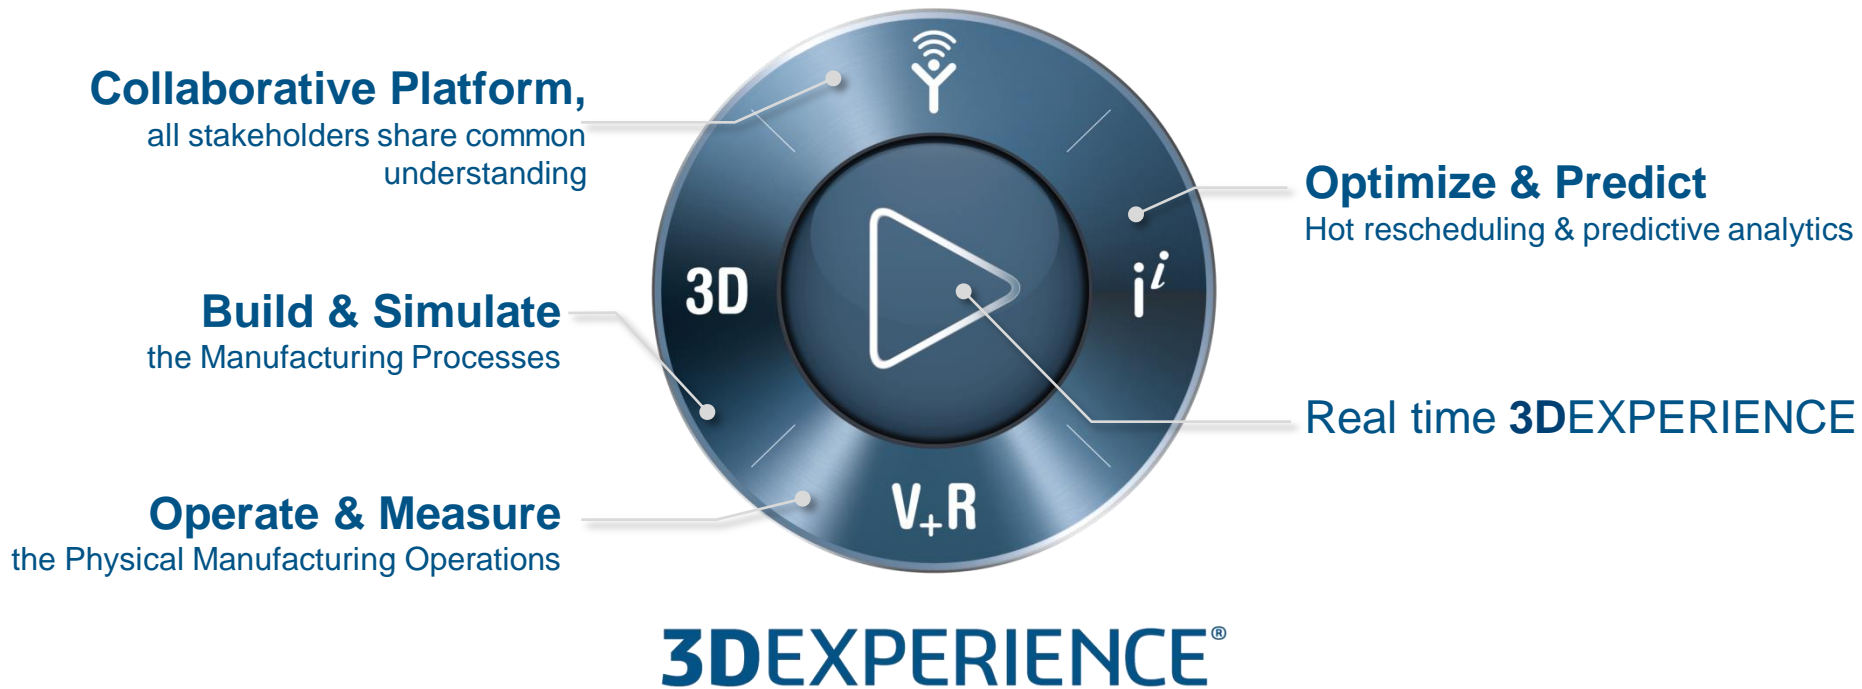 Collaborative Platform,
all stakeholders share common
understanding
Optimize & Predict
Hot rescheduling & predictive analytics
3D
iⁱ
Build & Simulate
the Manufacturing Processes
Real time 3DEXPERIENCE
V+R
Operate & Measure
the Physical Manufacturing Operations
3DEXPERIENCE®